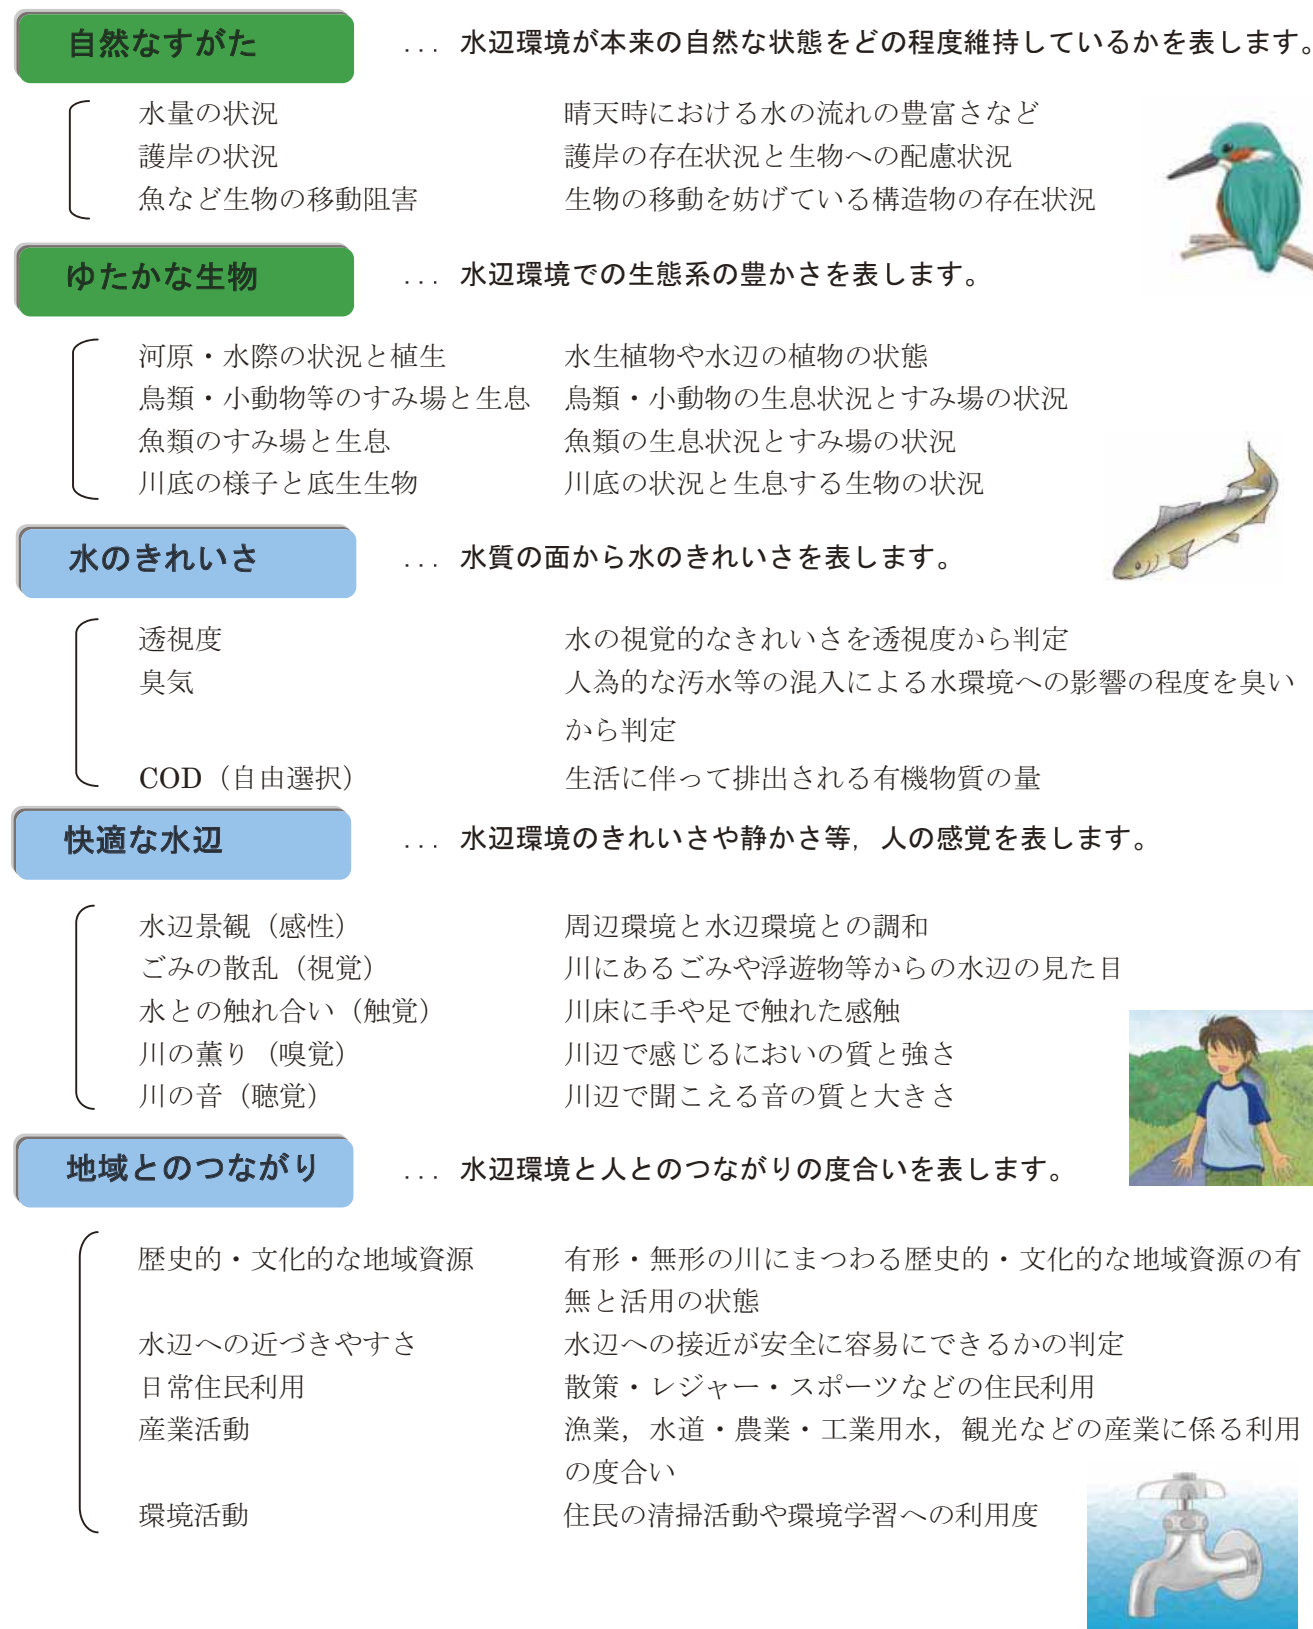 自然なすがた ... 水辺環境が本来の自然な状態をどの程度維持しているかを表します。
水量の状況 晴天時における水の流れの豊富さなど
護岸の状況 護岸の存在状況と生物への配慮状況
魚など生物の移動阻害 生物の移動を妨げている構造物の存在状況
ゆたかな生物 ... 水辺環境での生態系の豊かさを表します。
河原・水際の状況と植生 水生植物や水辺の植物の状態
鳥類・小動物等のすみ場と生息 鳥類・小動物の生息状況とすみ場の状況
魚類のすみ場と生息 魚類の生息状況とすみ場の状況
川底の様子と底生生物 川底の状況と生息する生物の状況
水のきれいさ ... 水質の面から水のきれいさを表します。
透視度 水の視覚的なきれいさを透視度から判定
臭気 人為的な汚水等の混入による水環境への影響の程度を臭い
から判定
COD（自由選択） 生活に伴って排出される有機物質の量
快適な水辺 ... 水辺環境のきれいさや静かさ等，人の感覚を表します。
水辺景観（感性） 周辺環境と水辺環境との調和
ごみの散乱（視覚） 川にあるごみや浮遊物等からの水辺の見た目
水との触れ合い（触覚） 川床に手や足で触れた感触
川の薫り（嗅覚） 川辺で感じるにおいの質と強さ
川の音（聴覚） 川辺で聞こえる音の質と大きさ
地域とのつながり ... 水辺環境と人とのつながりの度合いを表します。
歴史的・文化的な地域資源 有形・無形の川にまつわる歴史的・文化的な地域資源の有
無と活用の状態
水辺への近づきやすさ 水辺への接近が安全に容易にできるかの判定
日常住民利用 散策・レジャー・スポーツなどの住民利用
産業活動 漁業，水道・農業・工業用水，観光などの産業に係る利用
の度合い
環境活動 住民の清掃活動や環境学習への利用度